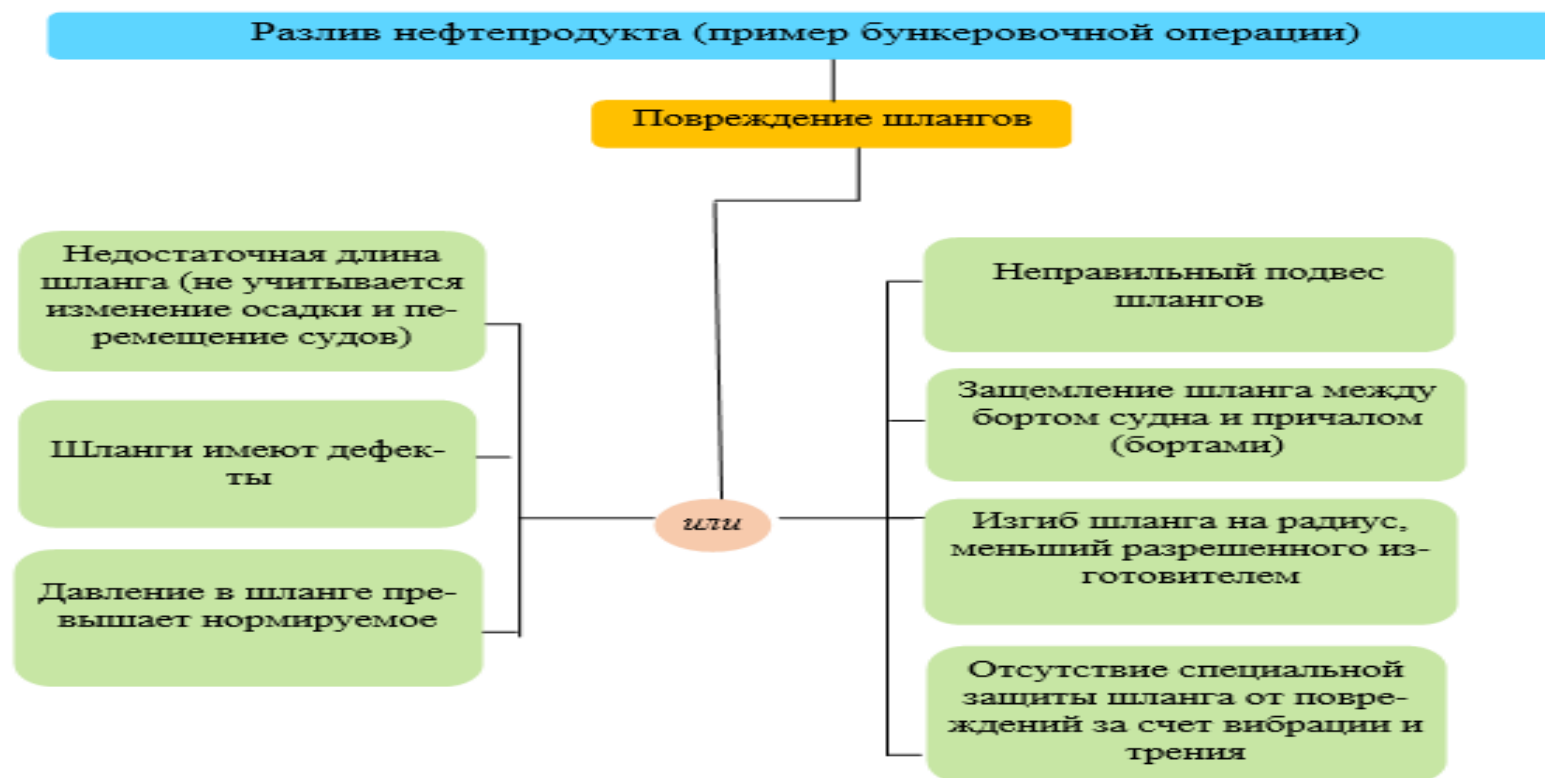 Разлив нефтепродукта (пример бункеровочной операции)
Повреждение шлангов
Недостаточная длина
шланга (не учитывается
изменение осадки и пе-
ремещение судов)
Шланги имеют дефек-
ты
Давление в шланге пре-
вышает нормируемое
или
Неправильный подвес
шлангов
Защемление шланга между
бортом судна и причалом
(бортами)
Изгиб шланга на радиус,
меньший разрешенного из-
готовителем
Отсутствие специальной
защиты шланга от повре-
ждений за счет вибрации и
трения